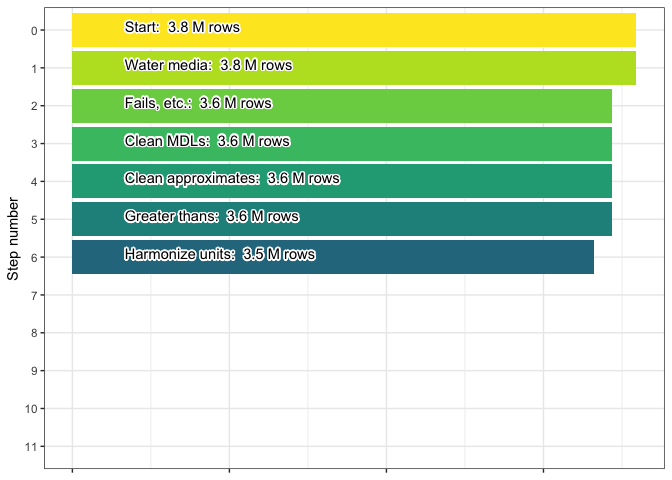 Step number
0
Start:  3.8 M rows
1
Water media:  3.8 M rows
2
Fails, etc.:  3.6 M rows
3
Clean MDLs:  3.6 M rows
4
Clean approximates:  3.6 M rows
5
Greater thans:  3.6 M rows
6
Harmonize units:  3.5 M rows
7
8
9
10
11